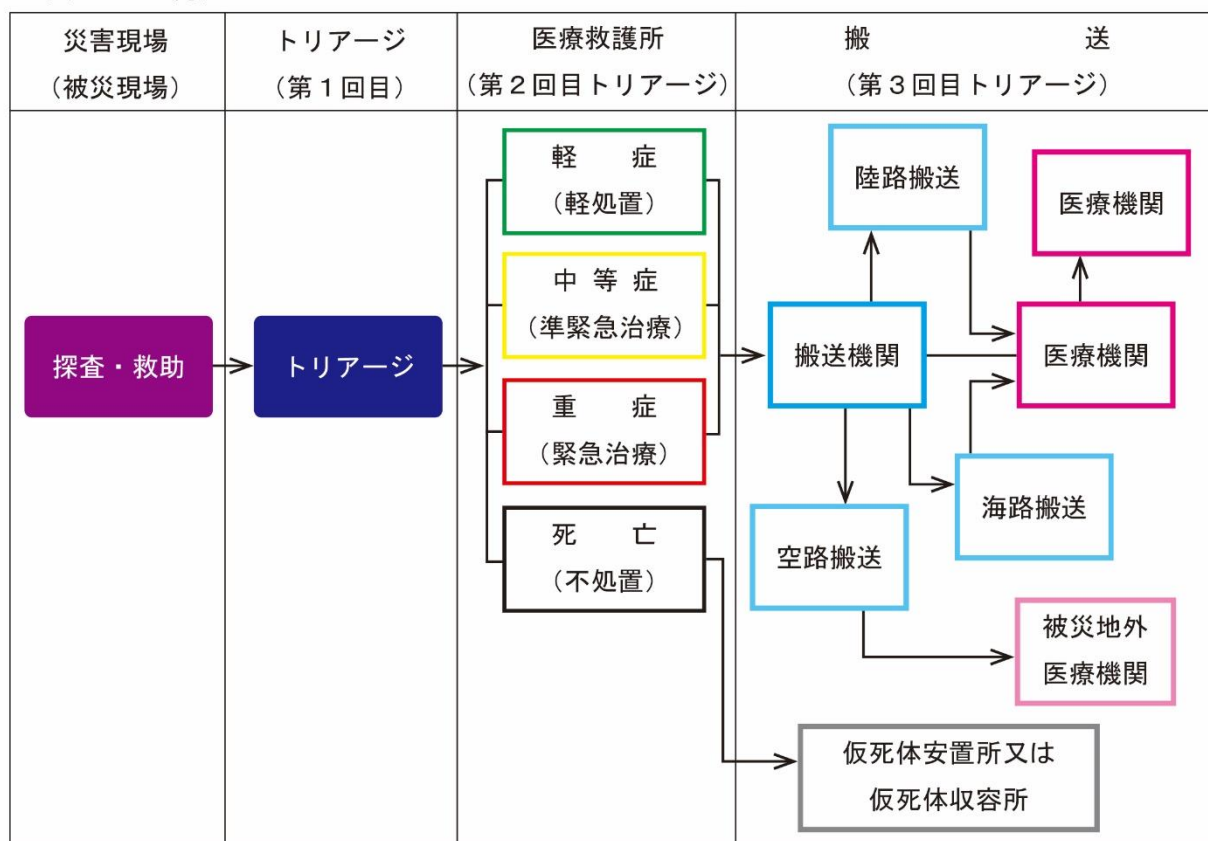 災害現場
（被災現場）
トリアージ
（第１回目）
医療救護所
（第２回目トリアージ）
搬　　送
（第３回目トリアージ）
探査・救助
トリアージ
軽　症
（軽処置）
中 等 症
（準緊急治療）
重　症
（緊急治療）
死　亡
（不処置）
陸路搬送
医療機関
搬送機関
医療機関
海路搬送
空路搬送
被災地外
医療機関
仮死体安置所又は
仮死体収容所